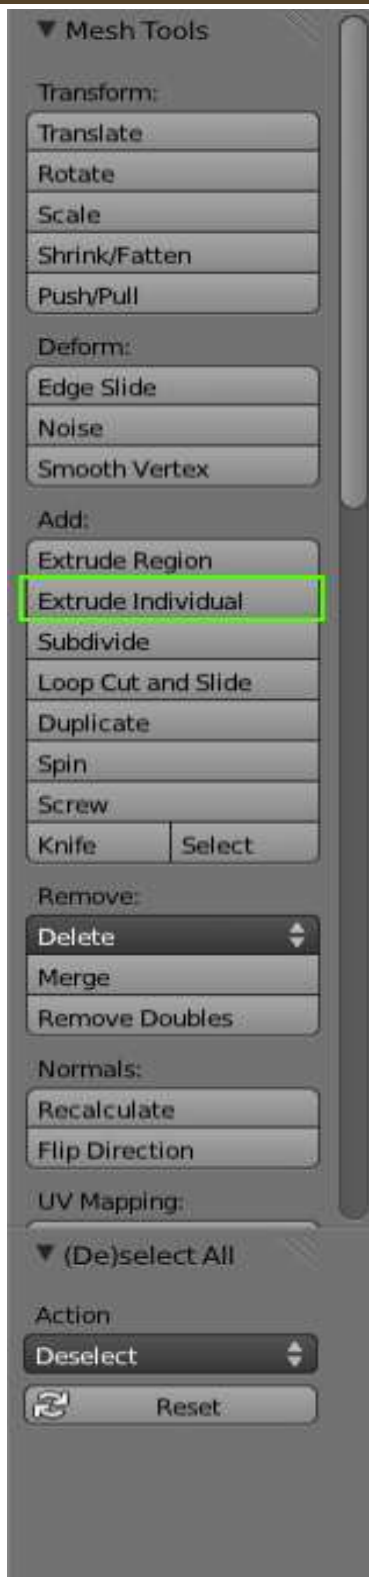 Mesh Tools
Transform:
Translate
Rotate
Scale
Shrink/Fatten
Push/Pull
Deform:
Edge Slide
Noise
Smooth Vertex
Add:
Extrude Region
Extrude Individual
Subdivide
Loop Cut and Slide
Duplicate
Spin
Screw
Knife Select
Remove:
Delete
Merge
Remove Doubles
Normals:
Recalculate
Flip Direction
UV Mapping:
(De)select All
Action
Deselect
Reset